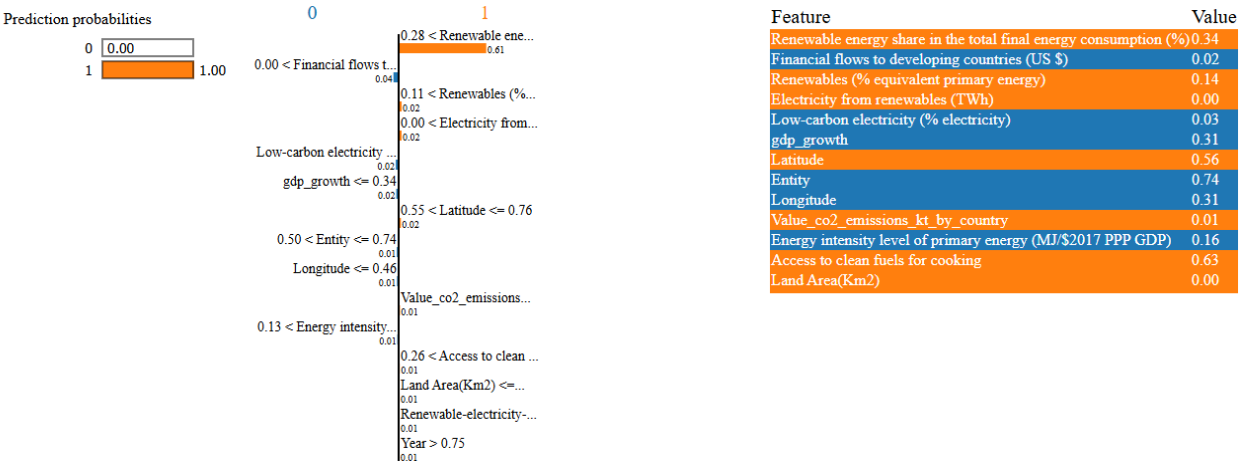 Prediction probabilities
0 0.00
1 1.00
0 1
0.28 < Renewable ene...
0.61
0.00 < Financial flows t...
0.04
0.11 < Renewables (%...
0.02
0.00 < Electricity from...
0.02
Low-carbon electricity ...
0.02
gdp_growth <= 0.34
0.02
0.55 < Latitude <= 0.76
0.02
0.50 < Entity <= 0.74
0.01
Longitude <= 0.46
0.01
Value_co2_emissions...
0.01
0.13 < Energy intensity...
0.01
0.26 < Access to clean ...
0.01
Land Area(Km2) <=...
0.01
Renewable-electricity-...
0.01
Year > 0.75
0.01
Feature Value
Renewable energy share in the total final energy consumption (%) 0.34
Financial flows to developing countries (US $) 0.02
Renewables (% equivalent primary energy) 0.14
Electricity from renewables (TWh) 0.00
Low-carbon electricity (% electricity) 0.03
gdp_growth 0.31
Latitude 0.56
Entity 0.74
Longitude 0.31
Value_co2_emissions_kt_by_country 0.01
Energy intensity level of primary energy (MJ/$2017 PPP GDP) 0.16
Access to clean fuels for cooking 0.63
Land Area(Km2) 0.00